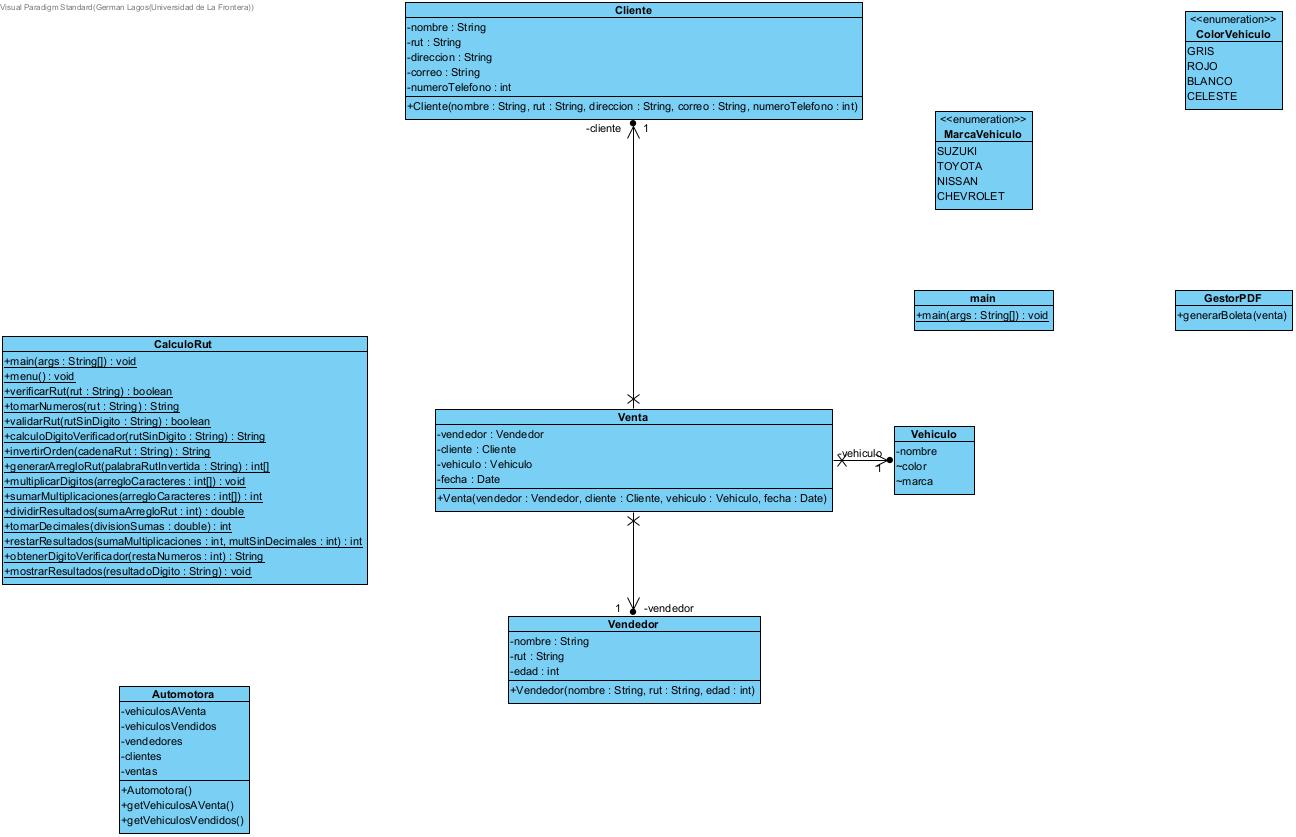 Visual Paradigm Standard(German Lagos(Universidad de La Frontera))
Cliente
-nombre : String
-rut : String
-direccion : String
-correo : String
-numeroTelefono : int
+Cliente(nombre : String, rut : String, direccion : String, correo : String, numeroTelefono : int)
<<enumeration>>
ColorVehiculo
GRIS
ROJO
BLANCO
CELESTE
<<enumeration>>
MarcaVehiculo
SUZUKI
TOYOTA
NISSAN
CHEVROLET
-cliente
1
main
+main(args : String[]) : void
GestorPDF
+generarBoleta(venta)
CalculoRut
+main(args : String[]) : void
+menu() : void
+verificarRut(rut : String) : boolean
+tomarNumeros(rut : String) : String
+validarRut(rutSinDigito : String) : boolean
+calculoDigitoVerificador(rutSinDigito : String) : String
+invertirOrden(cadenaRut : String) : String
+generarArregloRut(palabraRutInvertida : String) : int[]
+multiplicarDigitos(arregloCaracteres : int[]) : void
+sumarMultiplicaciones(arregloCaracteres : int[]) : int
+dividirResultados(sumaArregloRut : int) : double
+tomarDecimales(divisionSumas : double) : int
+restarResultados(sumaMultiplicaciones : int, multSinDecimales : int) : int
+obtenerDigitoVerificador(restaNumeros : int) : String
+mostrarResultados(resultadoDigito : String) : void
Venta
-vendedor : Vendedor
-cliente : Cliente
-vehiculo : Vehiculo
-fecha : Date
+Venta(vendedor : Vendedor, cliente : Cliente, vehiculo : Vehiculo, fecha : Date)
-vehiculo
1
Vehiculo
-nombre
~color
~marca
1
-vendedor
Vendedor
-nombre : String
-rut : String
-edad : int
+Vendedor(nombre : String, rut : String, edad : int)
Automotora
-vehiculosAVenta
-vehiculosVendidos
-vendedores
-clientes
-ventas
+Automotora()
+getVehiculosAVenta()
+getVehiculosVendidos()